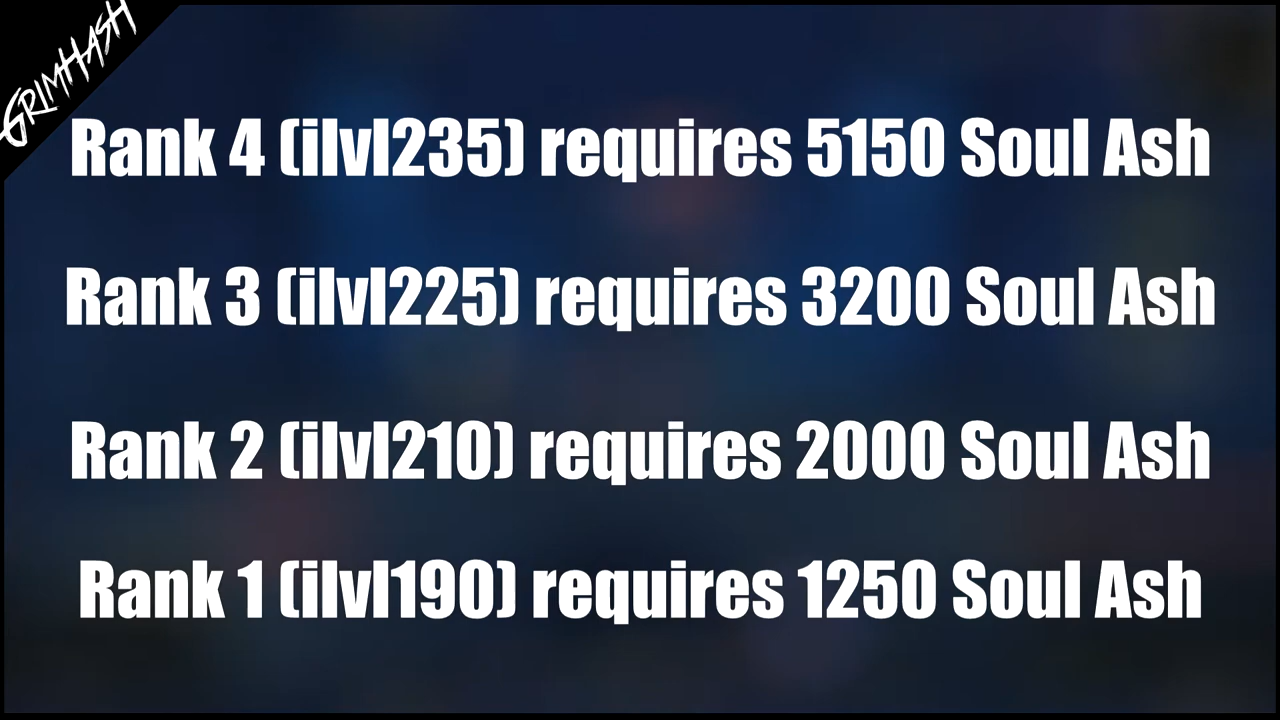 GRIMHASH
Rank 4 (ilvl235) requires 5150 Soul Ash
Rank 3 (ilvl225) requires 3200 Soul Ash
Rank 2 (ilvl210) requires 2000 Soul Ash
Rank 1 (ilvl190) requires 1250 Soul Ash